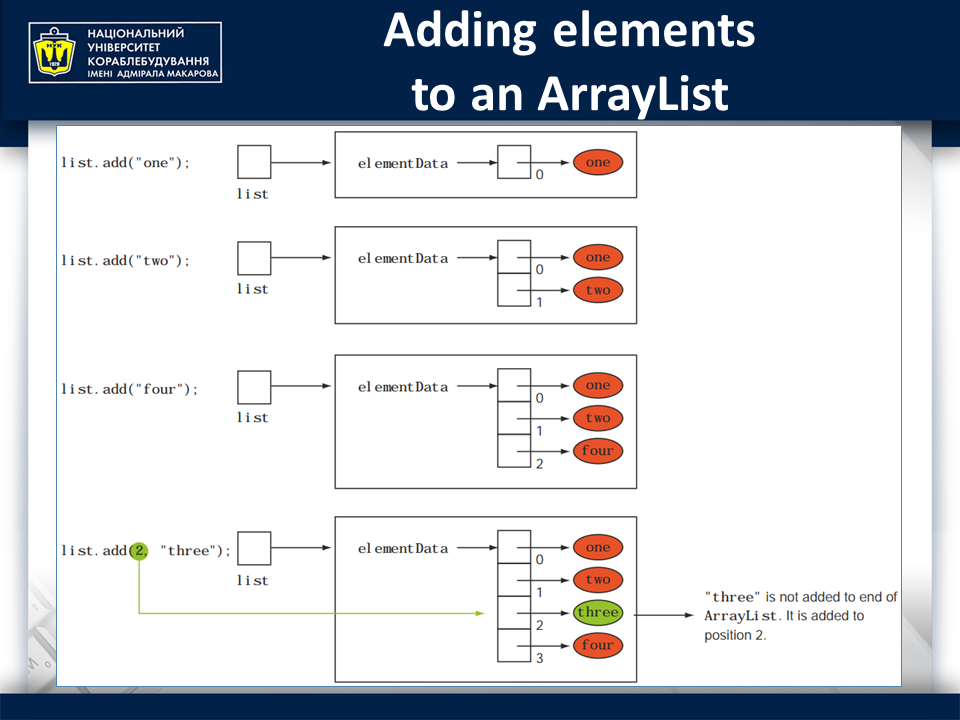 НАЦІОНАЛЬНИЙ
УНІВЕРСИТЕТ
КОРАБЛЕБУДУВАННЯ
ІМЕНІ АДМІРАЛА МАКАРОВА
НУК
1920
Adding elements
to an ArrayList
list.add("one");
list
elementData
0
one
list.add("two");
list
elementData
0
one
1
two
list.add("four");
list
elementData
0
one
1
two
2
four
list.add(2, "three");
list
elementData
0
one
1
two
2
three
3
four
"three" is not added to end of
ArrayList. It is added to
position 2.